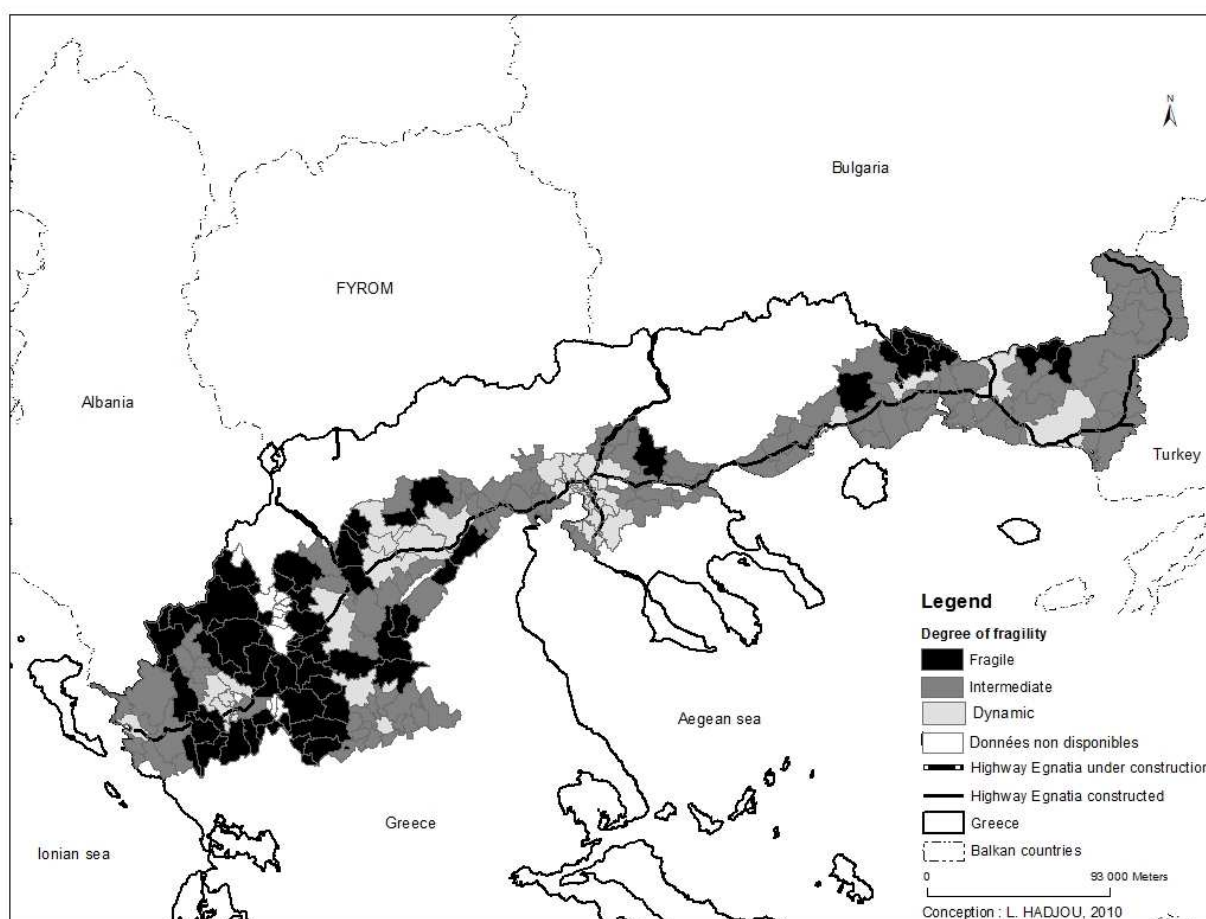 N
Bulgaria
FYROM
Albania
Turkey
Legend
Degree of fragility
Fragile
Intermediate
Dynamic
Données non disponibles
Highway Egnatia under construction
Highway Egnatia constructed
Greece
Balkan countries
0 93 000 Meters
Conception : L. HADJOU, 2010
Aegean sea
Greece
Ionian sea